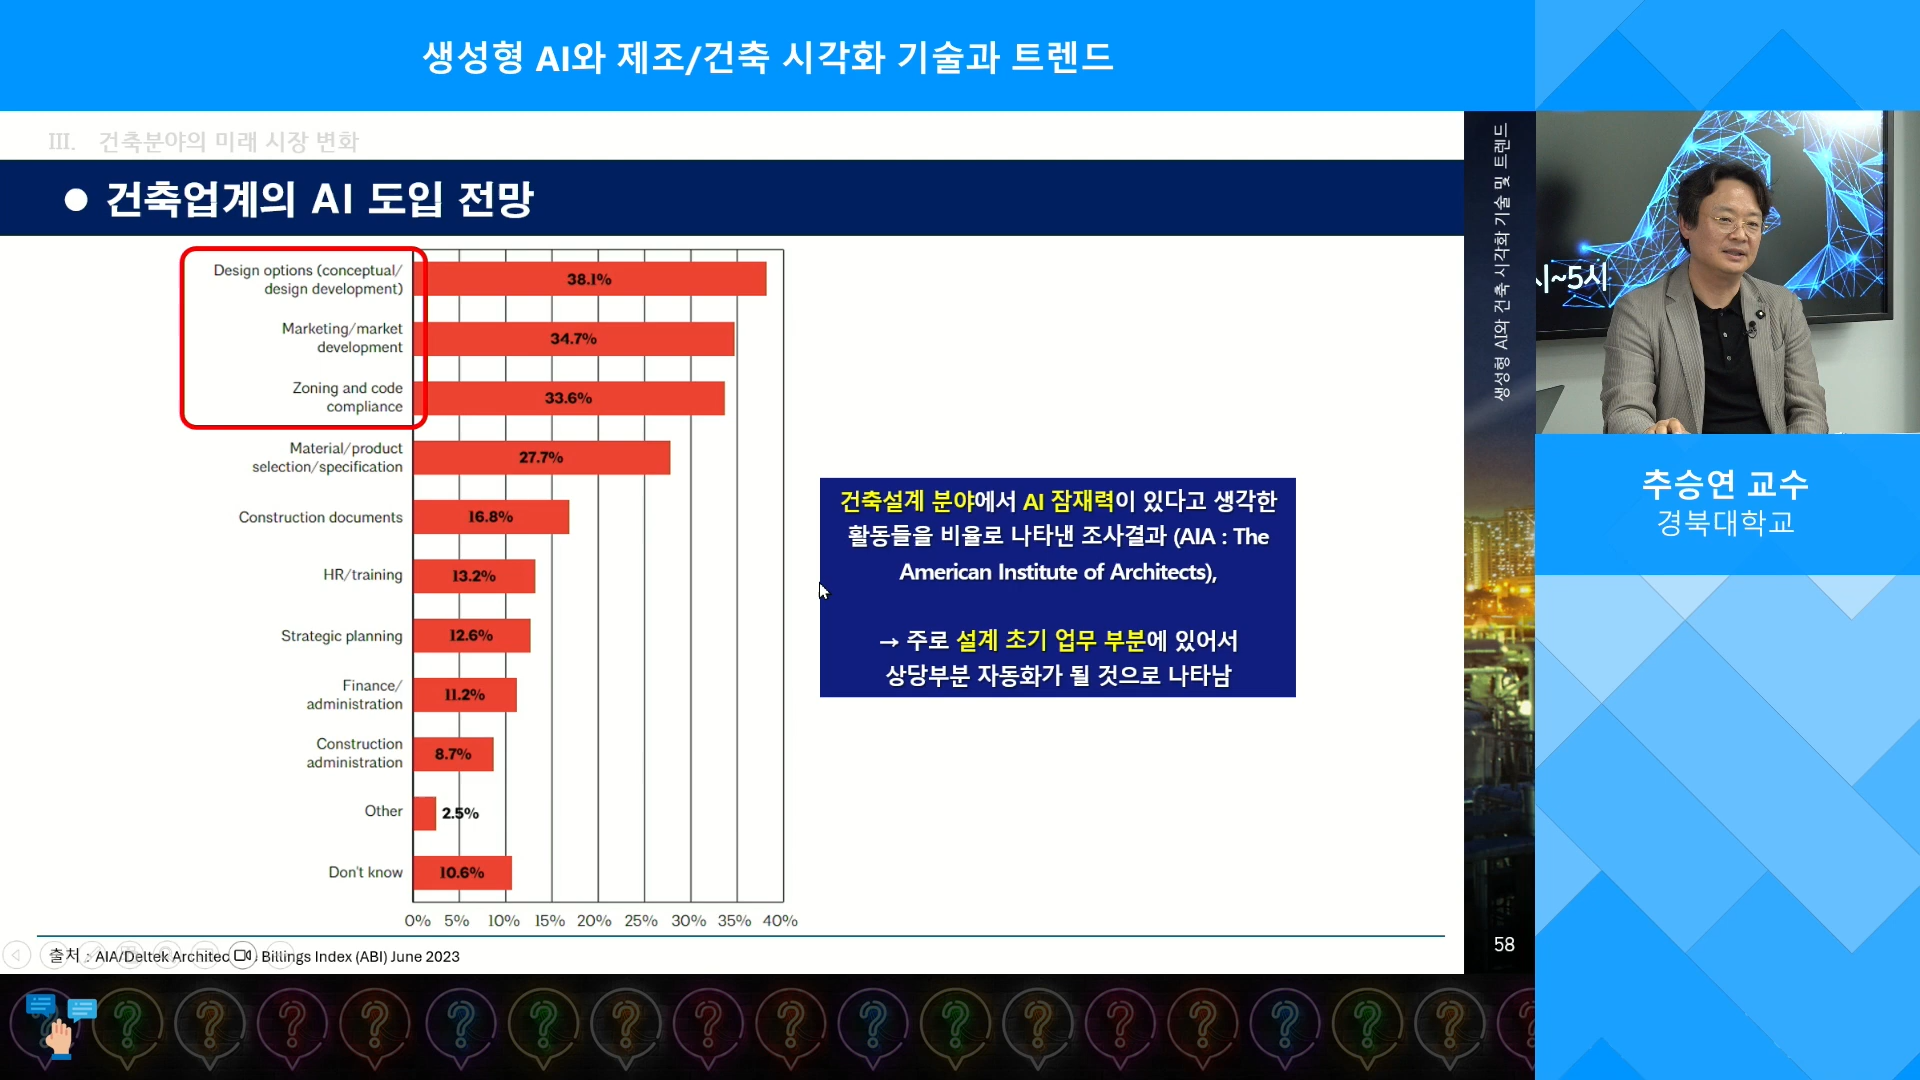 생성형 AI와 제조/건축 시각화 기술과 트렌드
III. 건축분야의 미래 시장 변화
● 건축업계의 AI 도입 전망
Design options (conceptual/
design development)
38.1%
Marketing/market
development
34.7%
Zoning and code
compliance
33.6%
Material/product
selection/specification
27.7%
Construction documents
16.8%
HR/training
13.2%
Strategic planning
12.6%
Finance/
administration
11.2%
Construction
administration
8.7%
Other
2.5%
Don't know
10.6%
0% 5% 10% 15% 20% 25% 30% 35% 40%
건축설계 분야에서 AI 잠재력이 있다고 생각한
활동들을 비율로 나타낸 조사결과 (AIA : The
American Institute of Architects),
→ 주로 설계 초기 업무 부분에 있어서
상당부분 자동화가 될 것으로 나타남
출처 : AIA/Deltek Billings Index (ABI) June 2023
생성형 AI와 건축 시각화 기술 및 트렌드
58
~5시
추승연 교수
경북대학교